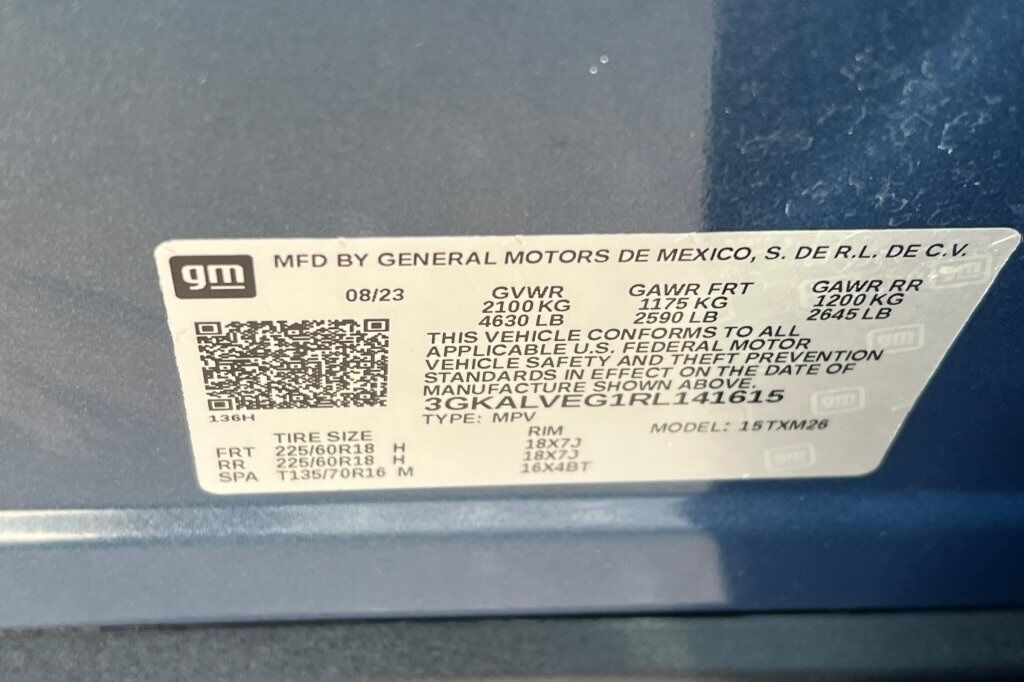 gm MFD BY GENERAL MOTORS DE MEXICO, S. DE R.L. DE C.V.
08/23 GVWR GAWR FRT GAWR RR
2100 KG 1175 KG 1200 KG
4630 LB 2590 LB 2645 LB
THIS VEHICLE CONFORMS TO ALL
APPLICABLE U.S. FEDERAL MOTOR
VEHICLE SAFETY AND THEFT PREVENTION
STANDARDS IN EFFECT ON THE DATE OF
MANUFACTURE SHOWN ABOVE.
3GKALVEG1RL141615
136H
TYPE: MPV MODEL: 15TXM26
TIRE SIZE RIM
FRT 225/60R18 H 18X7J
RR 225/60R18 H 18X7J
SPA T135/70R16 M 16X4BT
gm
gm
gm